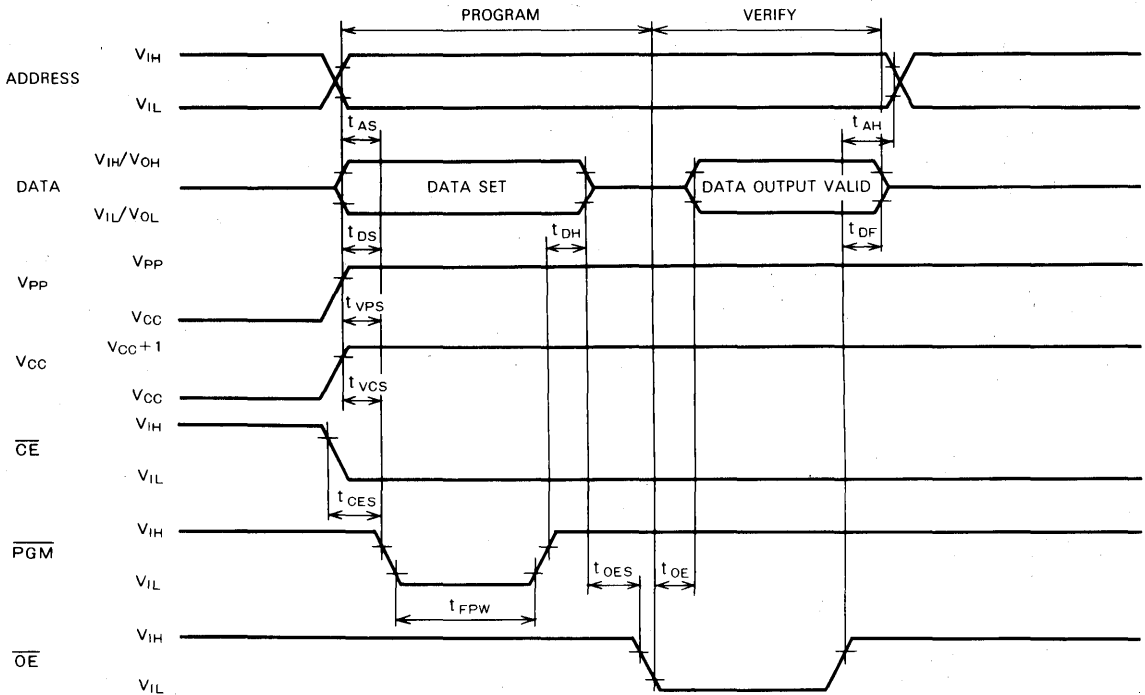 PROGRAM VERIFY
ADDRESS VIH
VIL
tAS tAH
DATA VIH/VOH
DATA SET DATA OUTPUT VALID
VIL/VOL
tDS tDH tDF
VPP VPP
tVPS
VCC
VCC VCC+1
tVCS
VCC
CE VIH
VIL
tCES
PGM VIH
VIL
tOES tOE
tFPW
OE VIH
VIL